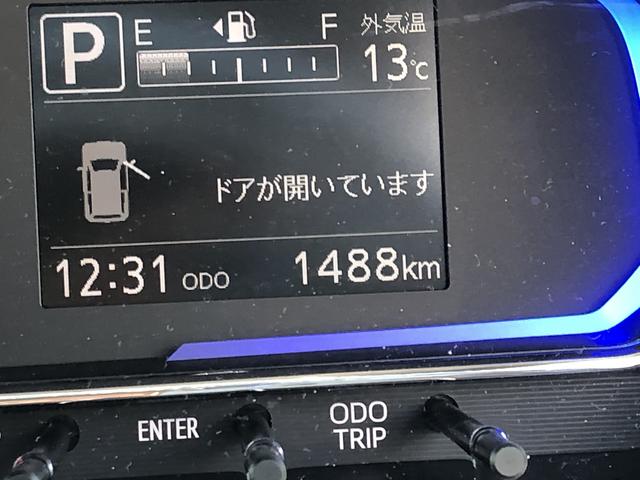 P E F 外気温
13℃
ドアが開いています
12:31 ODO 1488km
ENTER ODO
TRIP